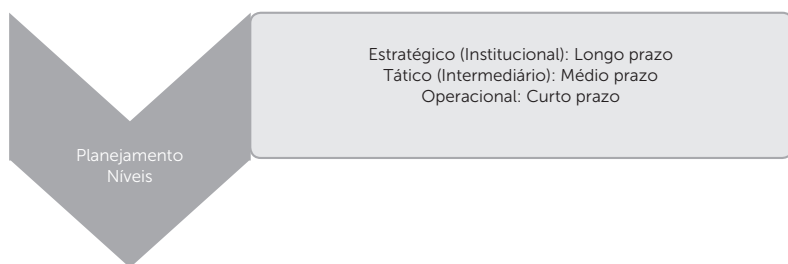 Estratégico (Institucional): Longo prazo
Tático (Intermediário): Médio prazo
Operacional: Curto prazo
Planejamento
Níveis